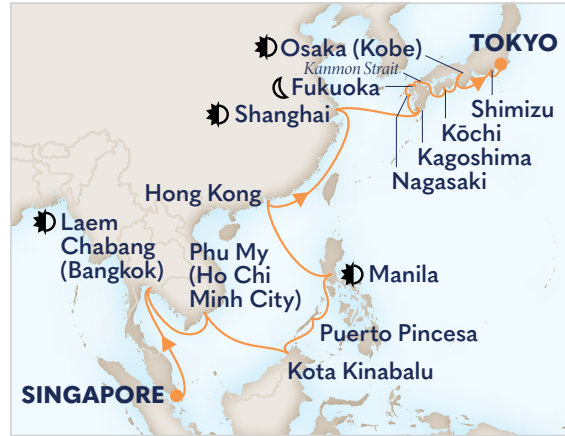 Osaka (Kobe)
TOKYO
Kanmon Strait
Fukuoka
Shimizu
Shanghai
Kōchi
Kagoshima
Nagasaki
Hong Kong
Laem
Chabang
(Bangkok)
Phu My
(Ho Chi
Minh City)
Manila
Puerto Pincesa
Kota Kinabalu
SINGAPORE